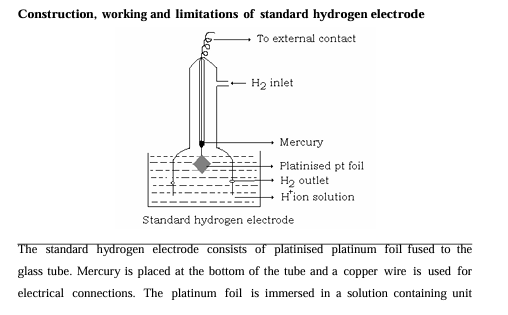 Construction, working and limitations of standard hydrogen electrode
To external contact
H₂ inlet
Mercury
Platinised pt foil
H₂ outlet
H⁺ion solution
Standard hydrogen electrode
The standard hydrogen electrode consists of platinised platinum foil fused to the
glass tube. Mercury is placed at the bottom of the tube and a copper wire is used for
electrical connections. The platinum foil is immersed in a solution containing unit